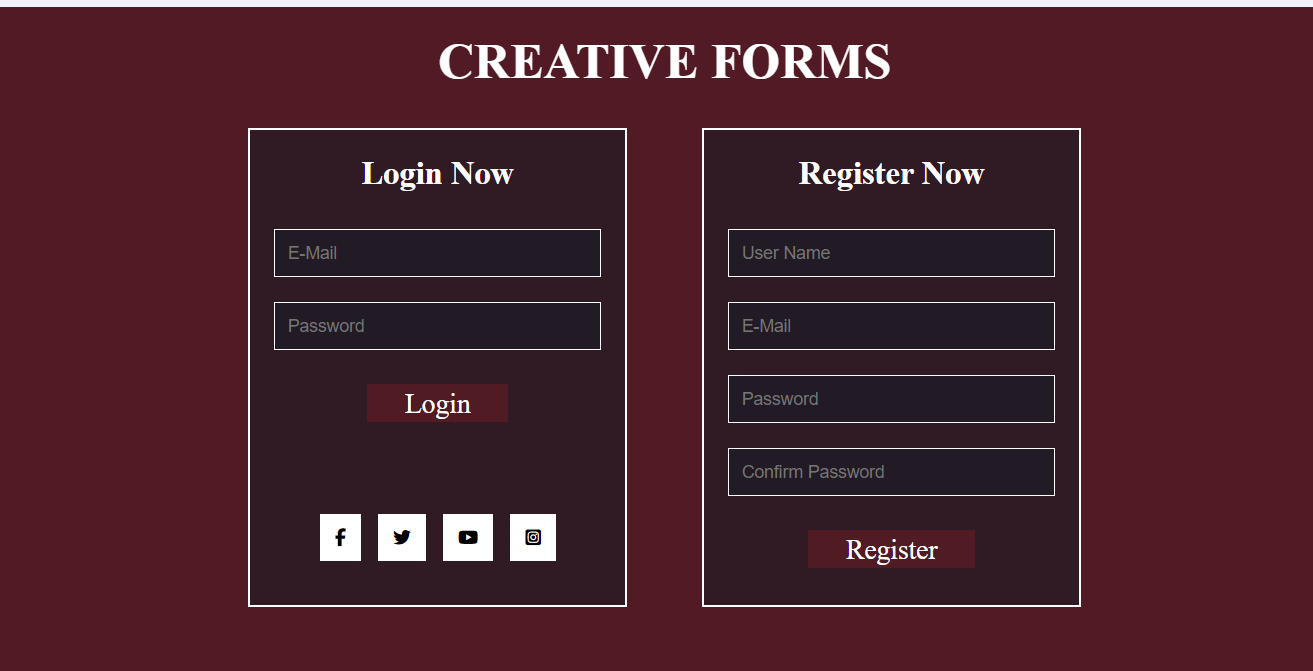 CREATIVE FORMS
Login Now
E-Mail
Password
Login
Register Now
User Name
E-Mail
Password
Confirm Password
Register